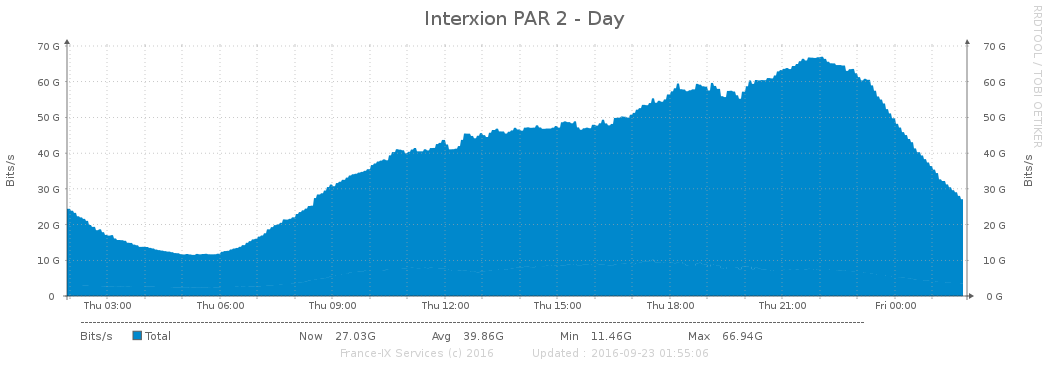 Interxion PAR 2 - Day
RRDTOOL / TOBI OETIKER
Bits/s
70 G
60 G
50 G
40 G
30 G
20 G
10 G
0
70 G
60 G
50 G
40 G
30 G
20 G
10 G
0 G
Bits/s
Thu 03:00 Thu 06:00 Thu 09:00 Thu 12:00 Thu 15:00 Thu 18:00 Thu 21:00 Fri 00:00
Bits/s Total Now 27.03G Avg 39.86G Min 11.46G Max 66.94G
France-IX Services (c) 2016 Updated : 2016-09-23 01:55:06